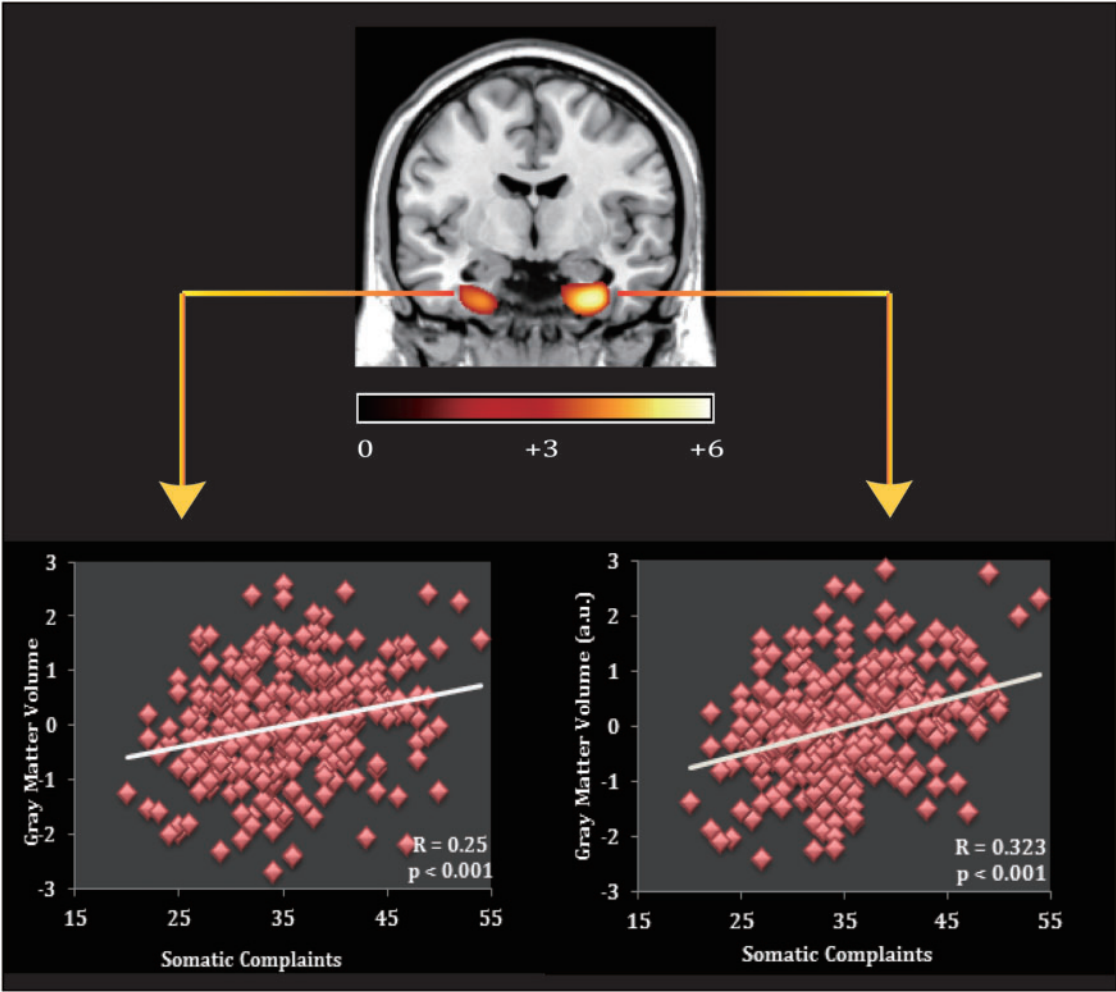 0 +3 +6
3
2
1
0
-1
-2
-3
Gray Matter Volume
R = 0.25
p < 0.001
15 25 35 45 55
Somatic Complaints
3
2
1
0
-1
-2
-3
Gray Matter Volume (a.u.)
R = 0.323
p < 0.001
15 25 35 45 55
Somatic Complaints